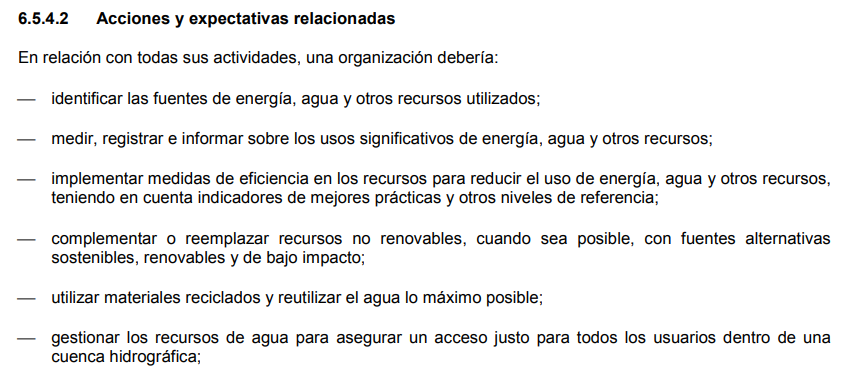 6.5.4.2 Acciones y expectativas relacionadas
En relación con todas sus actividades, una organización debería:
— identificar las fuentes de energía, agua y otros recursos utilizados;
— medir, registrar e informar sobre los usos significativos de energía, agua y otros recursos;
— implementar medidas de eficiencia en los recursos para reducir el uso de energía, agua y otros recursos,
teniendo en cuenta indicadores de mejores prácticas y otros niveles de referencia;
— complementar o reemplazar recursos no renovables, cuando sea posible, con fuentes alternativas
sostenibles, renovables y de bajo impacto;
— utilizar materiales reciclados y reutilizar el agua lo máximo posible;
— gestionar los recursos de agua para asegurar un acceso justo para todos los usuarios dentro de una
cuenca hidrográfica;